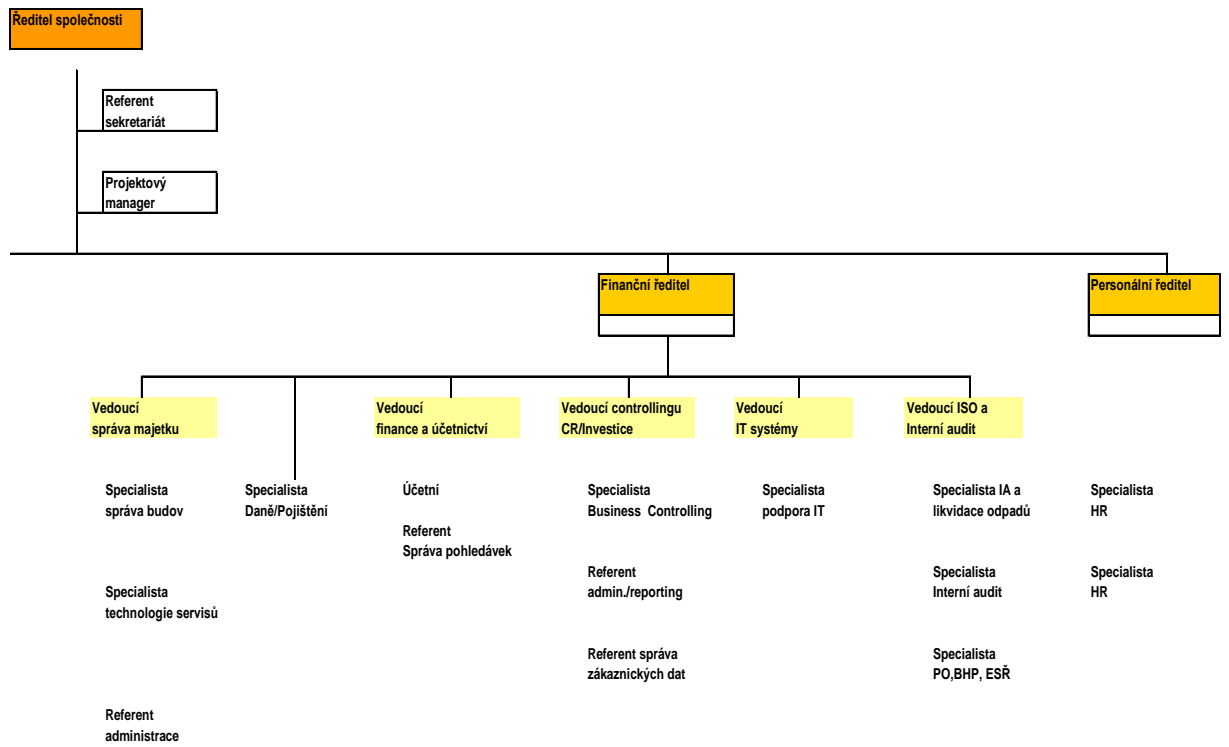 Ředitel společnosti
Referent
sekretariát
Projektový
manager
Finanční ředitel
Personální ředitel
Vedoucí
správa majetku
Vedoucí
finance a účetnictví
Vedoucí controllingu
CR/Investice
Vedoucí
IT systémy
Vedoucí ISO a
Interní audit
Specialista
správa budov
Specialista
Daně/Pojištění
Účetní
Referent
Správa pohledávek
Specialista
Business Controlling
Specialista
podpora IT
Specialista IA a
likvidace odpadů
Specialista
HR
Specialista
technologie servisů
Referent
admin./reporting
Specialista
Interní audit
Specialista
HR
Referent správa
zákaznických dat
Specialista
PO,BHP, ESŘ
Referent
administrace